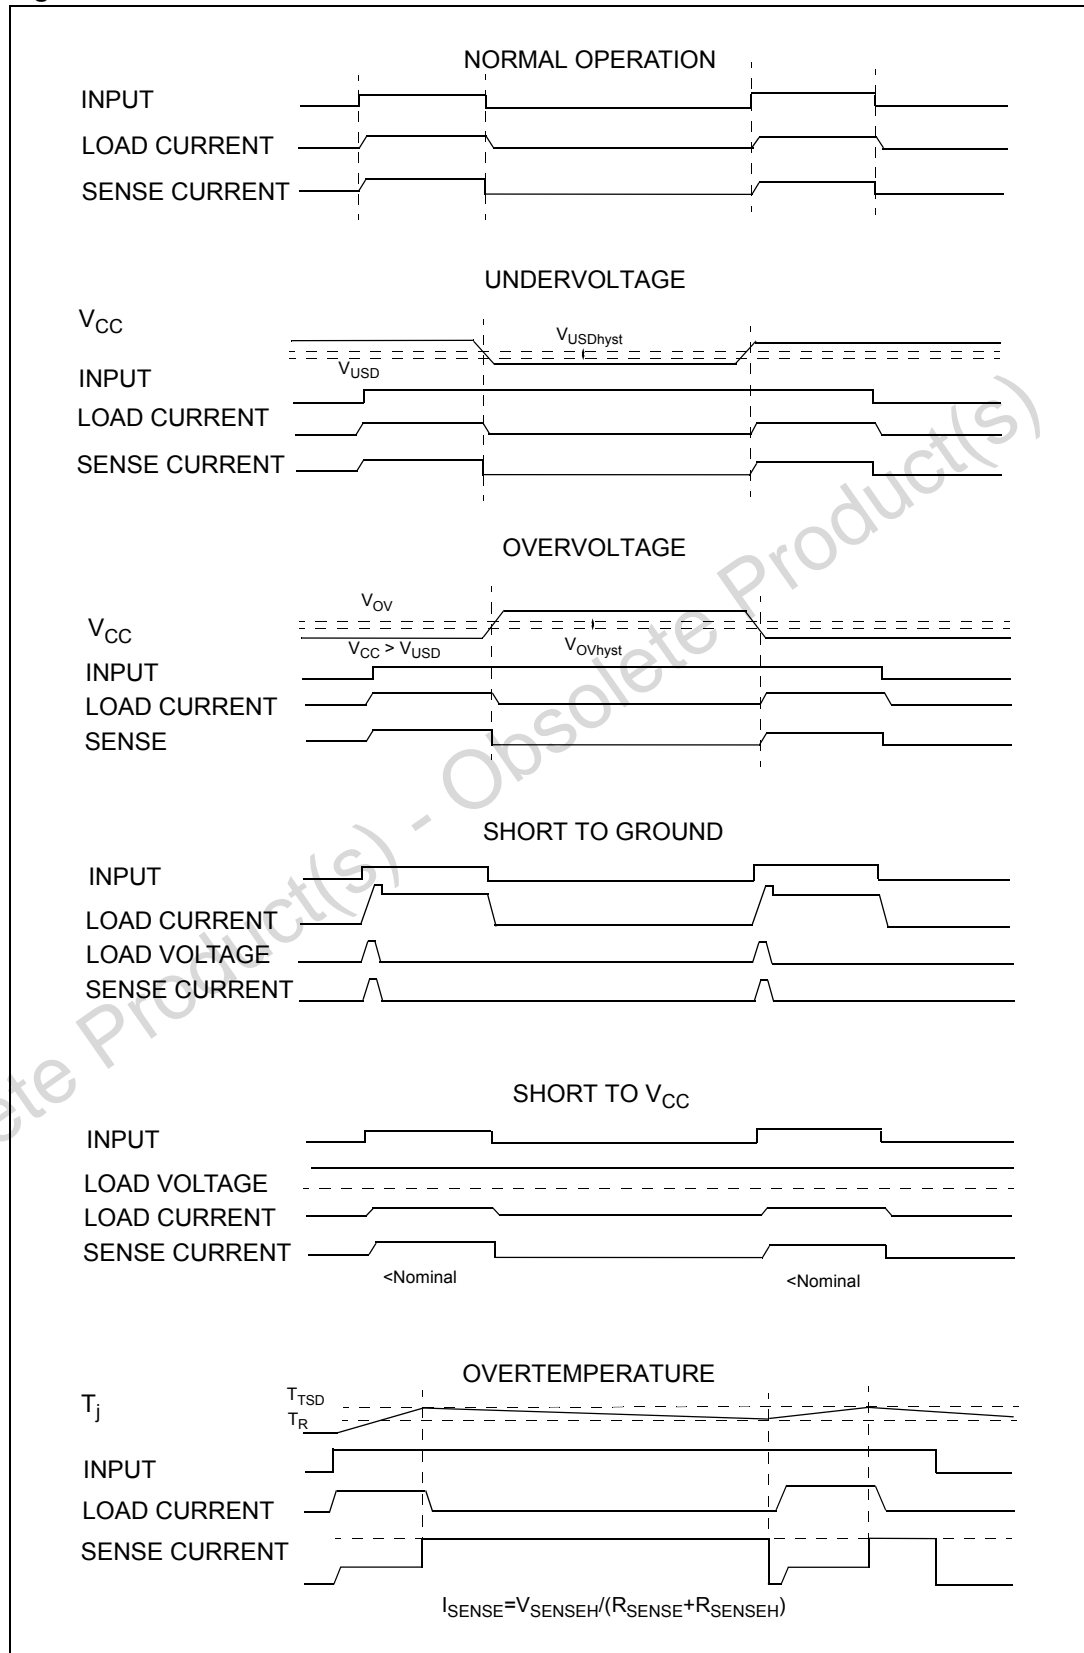 NORMAL OPERATION
INPUT
LOAD CURRENT
SENSE CURRENT
UNDERVOLTAGE
VCC
VUSDhyst
VUSD
INPUT
LOAD CURRENT
SENSE CURRENT
OVERVOLTAGE
VOV
VCC
VCC > VUSD
VOVhyst
INPUT
LOAD CURRENT
SENSE
SHORT TO GROUND
INPUT
LOAD CURRENT
LOAD VOLTAGE
SENSE CURRENT
SHORT TO VCC
INPUT
LOAD VOLTAGE
LOAD CURRENT
SENSE CURRENT
<Nominal
<Nominal
OVERTEMPERATURE
Tj
TTSD
TR
INPUT
LOAD CURRENT
SENSE CURRENT
ISENSE=VSENSEH/(RSENSE+RSENSEH)
ete Product(s) - Obsolete Product(s)